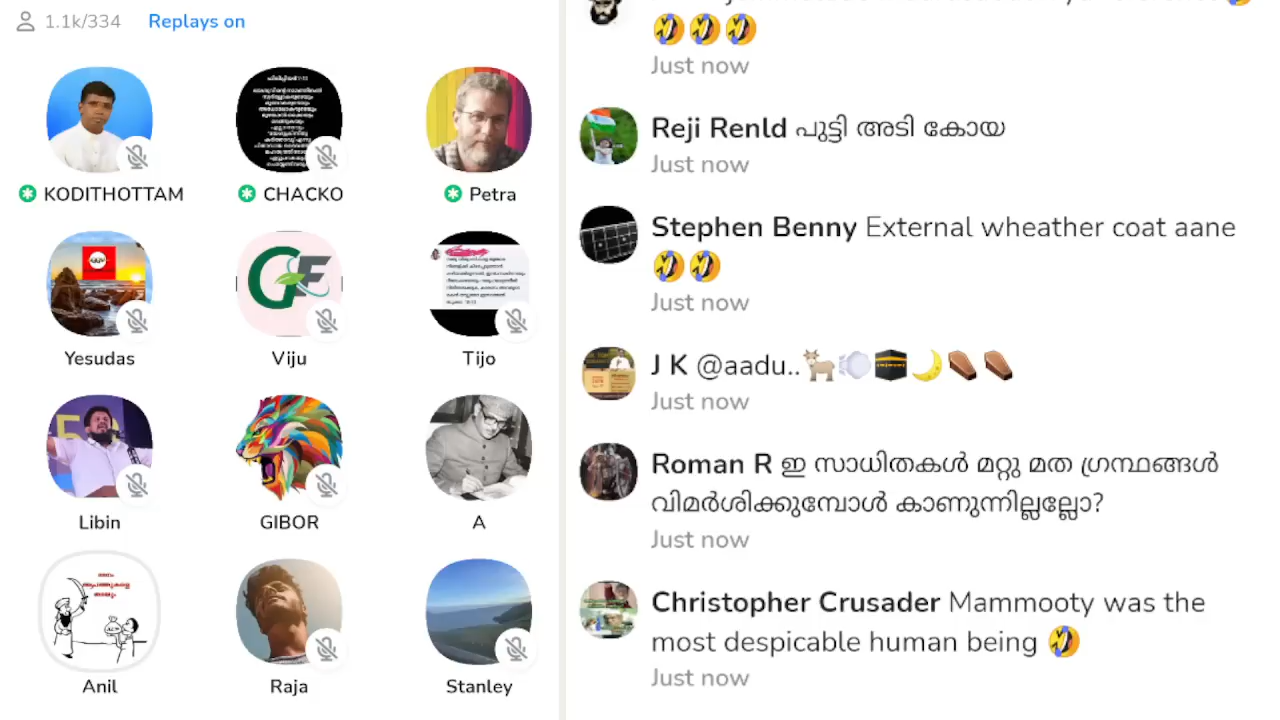 1.1k/334 Replays on
KODITHOTTAM CHACKO Petra
Yesudas Viju Tijo
Libin GIBOR A
Anil Raja Stanley
🤣🤣🤣
Just now
Reji Renld പുട്ടി അടി കോയ
Just now
Stephen Benny External wheather coat aane
🤣🤣
Just now
J K @aadu..🐐💨🕋🌙⚰️⚰️
Just now
Roman R ഇ സാധിതകൾ മറ്റു മത ഗ്രന്ഥങ്ങൾ
വിമർശിക്കുമ്പോൾ കാണുന്നില്ലല്ലോ?
Just now
Christopher Crusader Mammooty was the
most despicable human being 🤣
Just now